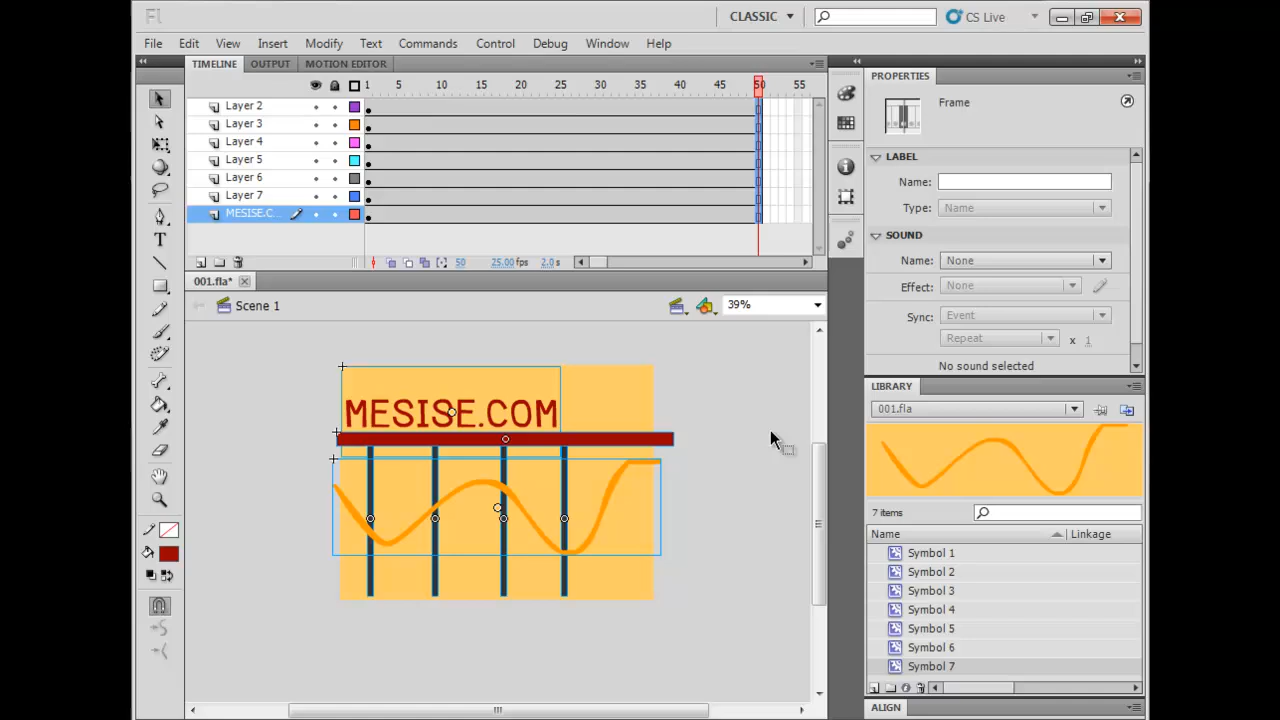 Fl
CLASSIC
CS Live
File Edit View Insert Modify Text Commands Control Debug Window Help
TIMELINE OUTPUT MOTION EDITOR
1 5 10 15 20 25 30 35 40 45 50 55
Layer 2
Layer 3
Layer 4
Layer 5
Layer 6
Layer 7
MESISE.C...
50 25.00 fps 2.0 s
001.fla*
Scene 1
39%
MESISE.COM
T
PROPERTIES
Frame
LABEL
Name:
Type: Name
SOUND
Name: None
Effect: None
Sync: Event
Repeat x 1
No sound selected
LIBRARY
001.fla
7 items
Name Linkage
Symbol 1
Symbol 2
Symbol 3
Symbol 4
Symbol 5
Symbol 6
Symbol 7
ALIGN